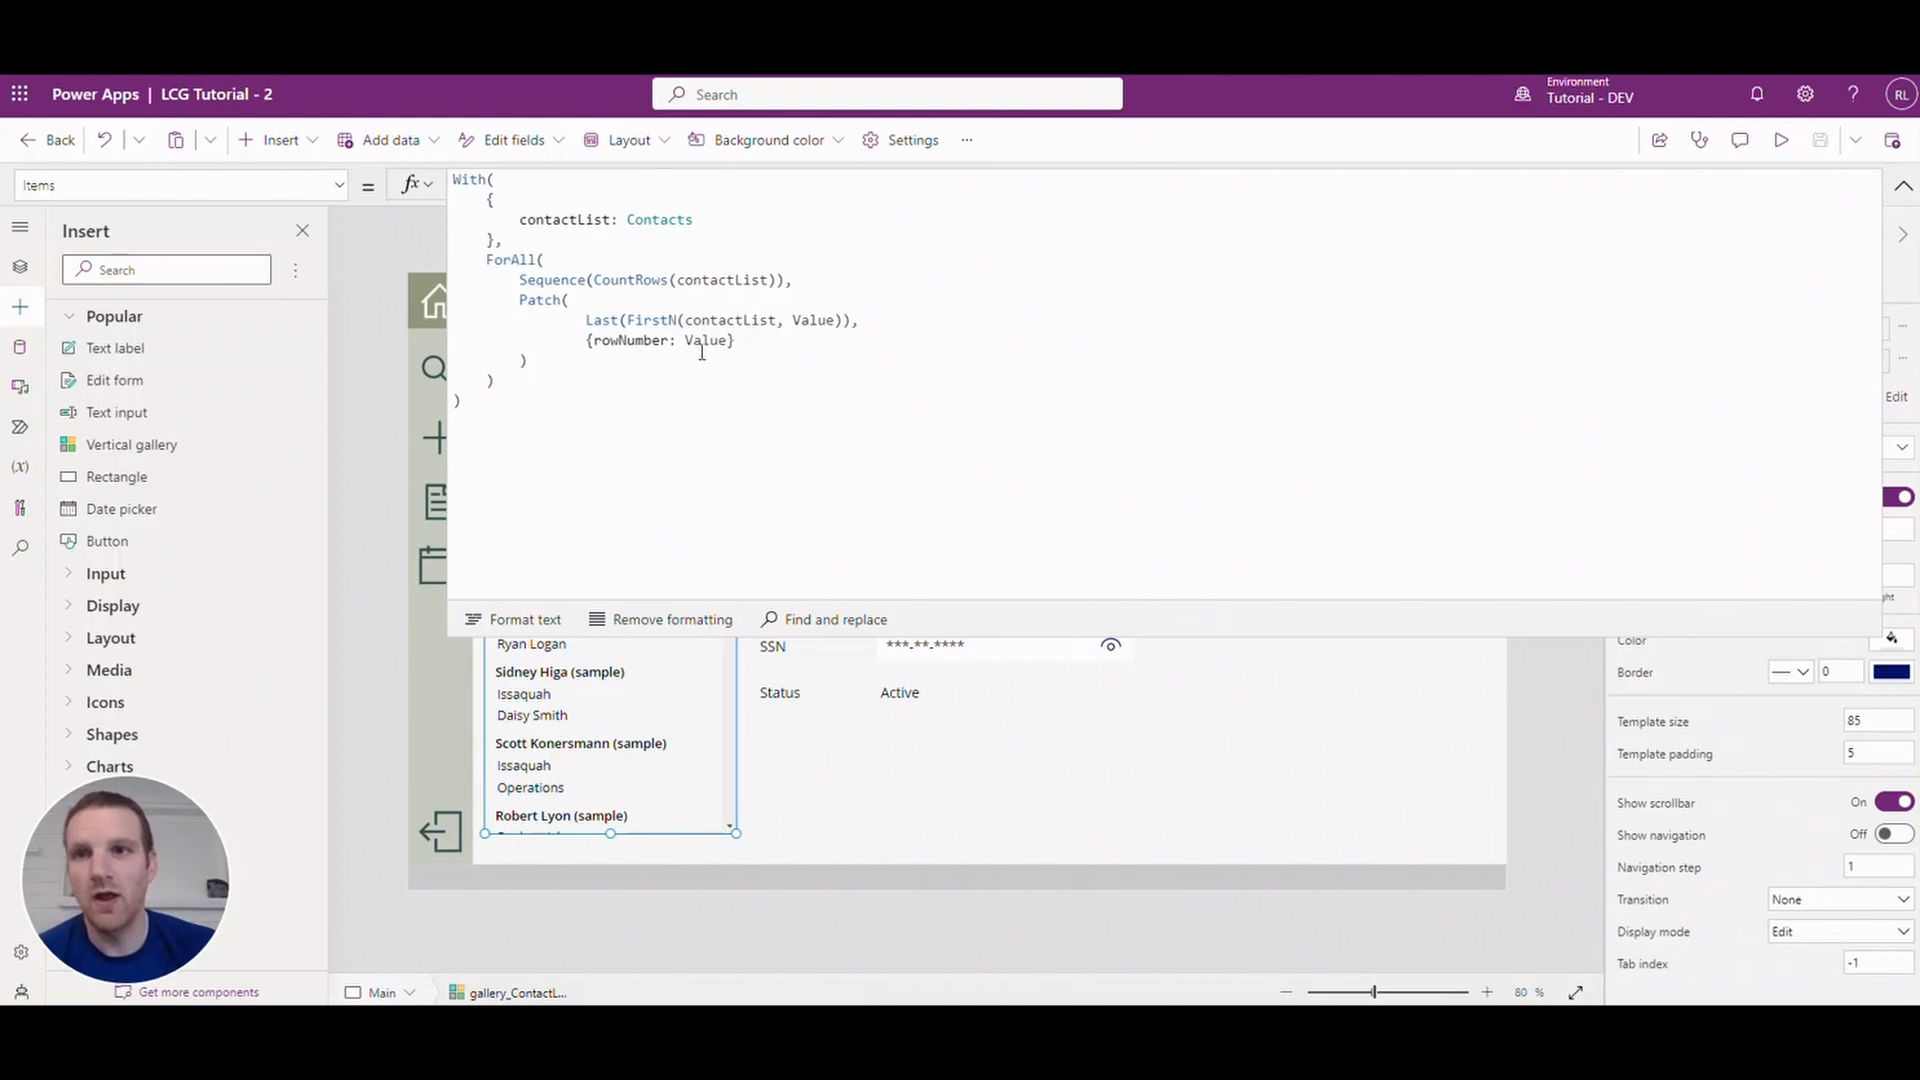 Power Apps | LCG Tutorial - 2
Search
Environment
Tutorial - DEV
RL
Back
Insert
Add data
Edit fields
Layout
Background color
Settings
Items
=
fx
With(
{
contactList: Contacts
},
ForAll(
Sequence(CountRows(contactList)),
Patch(
Last(FirstN(contactList, Value)),
{rowNumber: Value}
)
)
)
Format text
Remove formatting
Find and replace
Insert
Search
Popular
Text label
Edit form
Text input
Vertical gallery
Rectangle
Date picker
Button
Input
Display
Layout
Media
Icons
Shapes
Charts
Get more components
Ryan Logan
Sidney Higa (sample)
Issaquah
Daisy Smith
Scott Konersmann (sample)
Issaquah
Operations
Robert Lyon (sample)
SSN
***-**-****
Status
Active
Edit
Color
Border
0
Template size
85
Template padding
5
Show scrollbar
On
Show navigation
Off
Navigation step
1
Transition
None
Display mode
Edit
Tab index
-1
Main
gallery_ContactL...
80 %